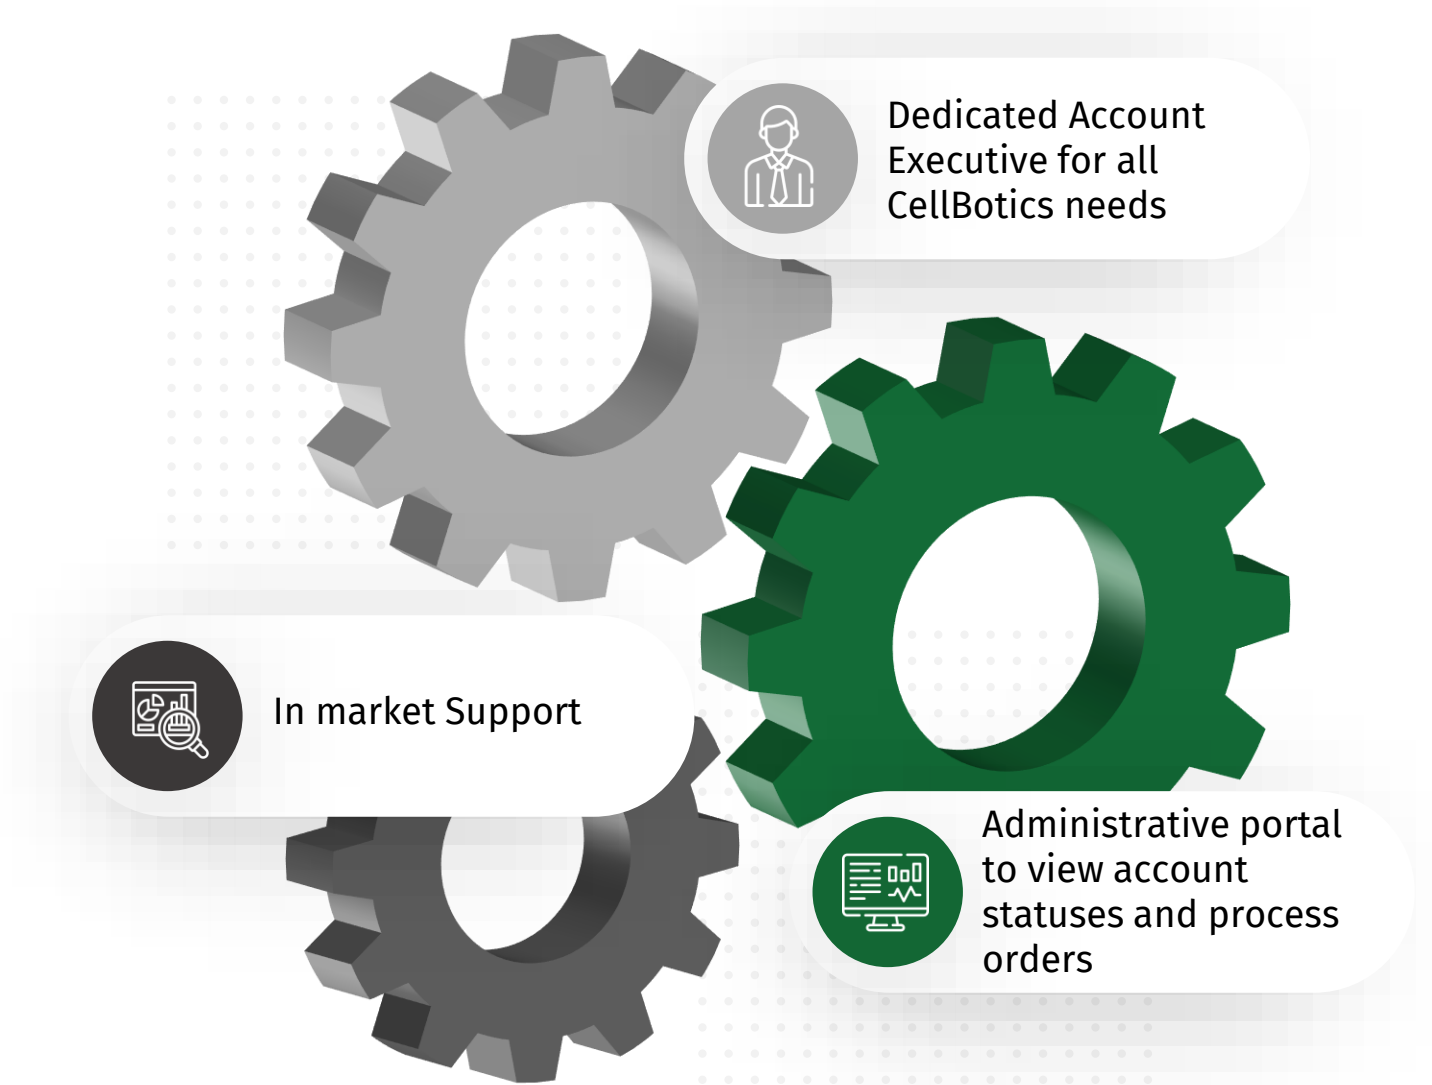 Dedicated Account
Executive for all
CellBotics needs
In market Support
Administrative portal
to view account
statuses and process
orders